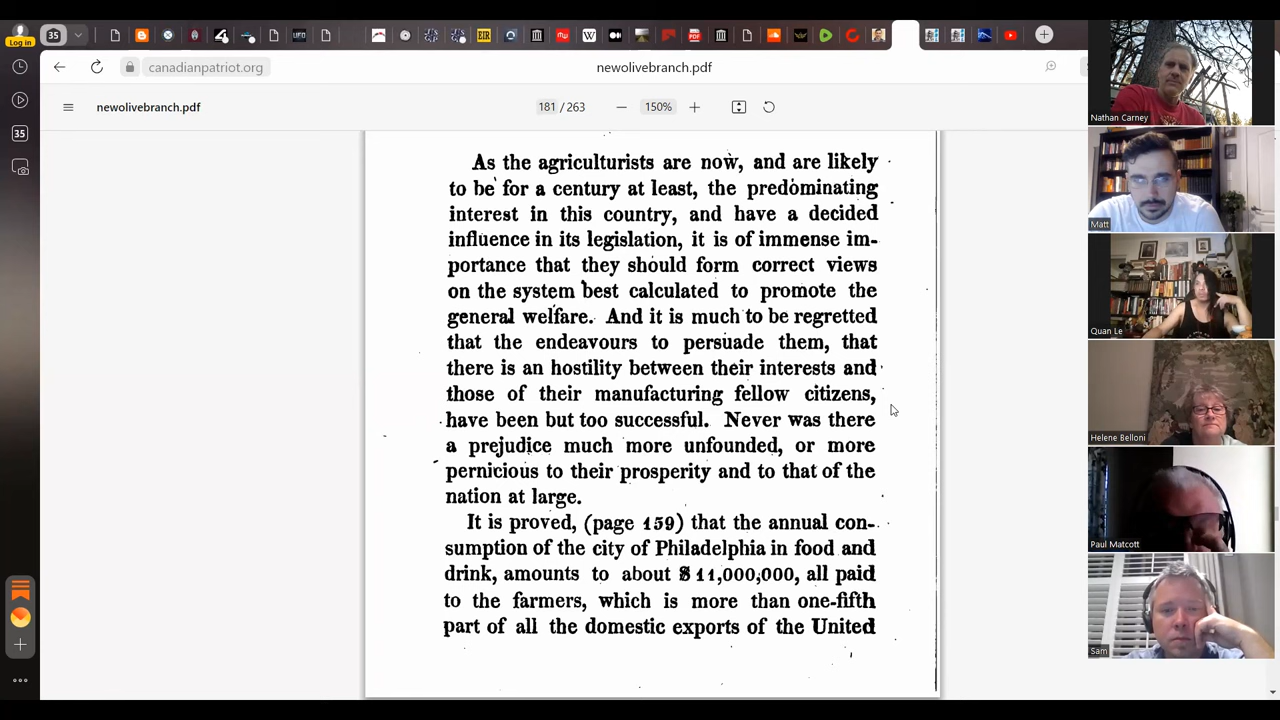 35
Log in
EIR
UFO
canadianpatriot.org
newolivebranch.pdf
newolivebranch.pdf
181 / 263
150%
35
As the agriculturists are now, and are likely
to be for a century at least, the predominating
interest in this country, and have a decided
influence in its legislation, it is of immense im-
portance that they should form correct views
on the system best calculated to promote the
general welfare. And it is much to be regretted
that the endeavours to persuade them, that
there is an hostility between their interests and
those of their manufacturing fellow citizens,
have been but too successful. Never was there
a prejudice much more unfounded, or more
pernicious to their prosperity and to that of the
nation at large.
It is proved, (page 159) that the annual con-
sumption of the city of Philadelphia in food and
drink, amounts to about $ 11,000,000, all paid
to the farmers, which is more than one-fifth
part of all the domestic exports of the United
Nathan Carney
Matt
Quan Le
Helene Belloni
Paul Matcott
Sam